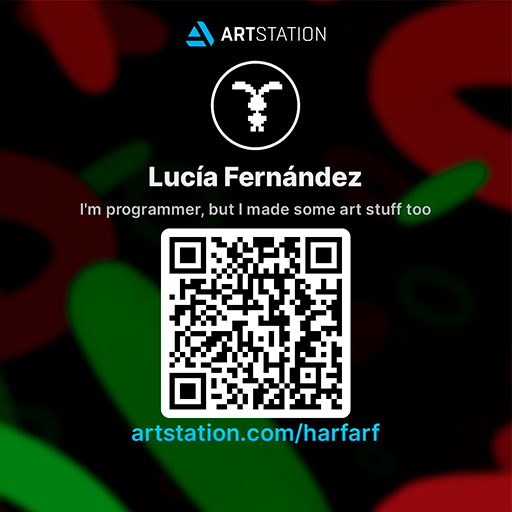 ARTSTATION
Lucía Fernández
I'm programmer, but I made some art stuff too
artstation.com/harfarf